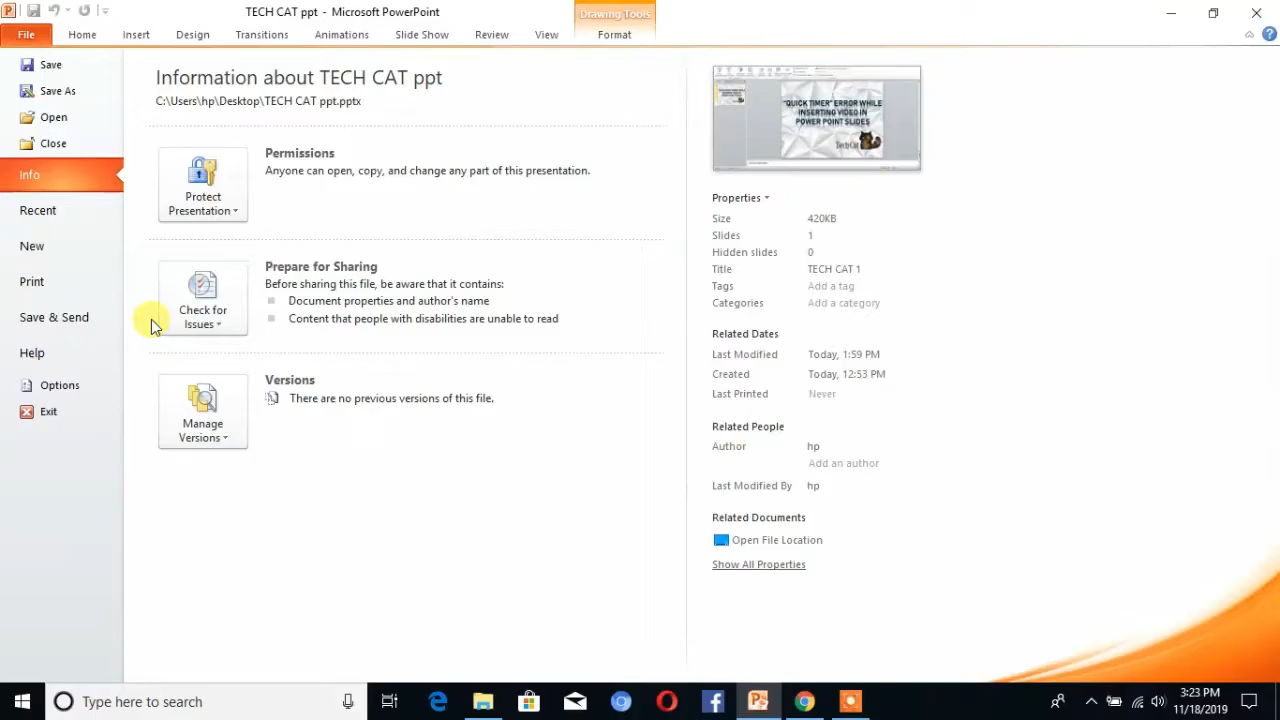 TECH CAT ppt - Microsoft PowerPoint
Drawing Tools
File Home Insert Design Transitions Animations Slide Show Review View Format
Save
Save As
Open
Close
Info
Recent
New
Print
Save & Send
Help
Options
Exit
Information about TECH CAT ppt
C:\Users\hp\Desktop\TECH CAT ppt.pptx
Protect
Presentation
Permissions
Anyone can open, copy, and change any part of this presentation.
Check for
Issues
Prepare for Sharing
Before sharing this file, be aware that it contains:
Document properties and author's name
Content that people with disabilities are unable to read
Manage
Versions
Versions
There are no previous versions of this file.
"QUICK TIMER" ERROR WHILE
INSERTING VIDEO IN
POWER POINT SLIDES
Tech Cat
Properties
Size 420KB
Slides 1
Hidden slides 0
Title TECH CAT 1
Tags Add a tag
Categories Add a category
Related Dates
Last Modified Today, 1:59 PM
Created Today, 12:53 PM
Last Printed Never
Related People
Author hp
Add an author
Last Modified By hp
Related Documents
Open File Location
Show All Properties
Type here to search
3:23 PM
11/18/2019